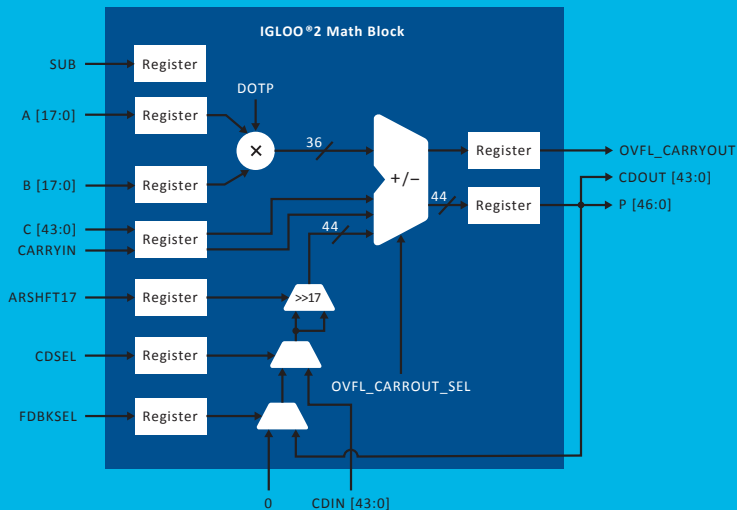 IGLOO®2 Math Block
SUB
Register
DOTP
A [17:0]
Register
×
36
+/−
Register
OVFL_CARRYOUT
CDOUT [43:0]
B [17:0]
Register
44
Register
P [46:0]
C [43:0]
CARRYIN
Register
44
ARSHFT17
Register
>>17
CDSEL
Register
OVFL_CARROUT_SEL
FDBKSEL
Register
0
CDIN [43:0]